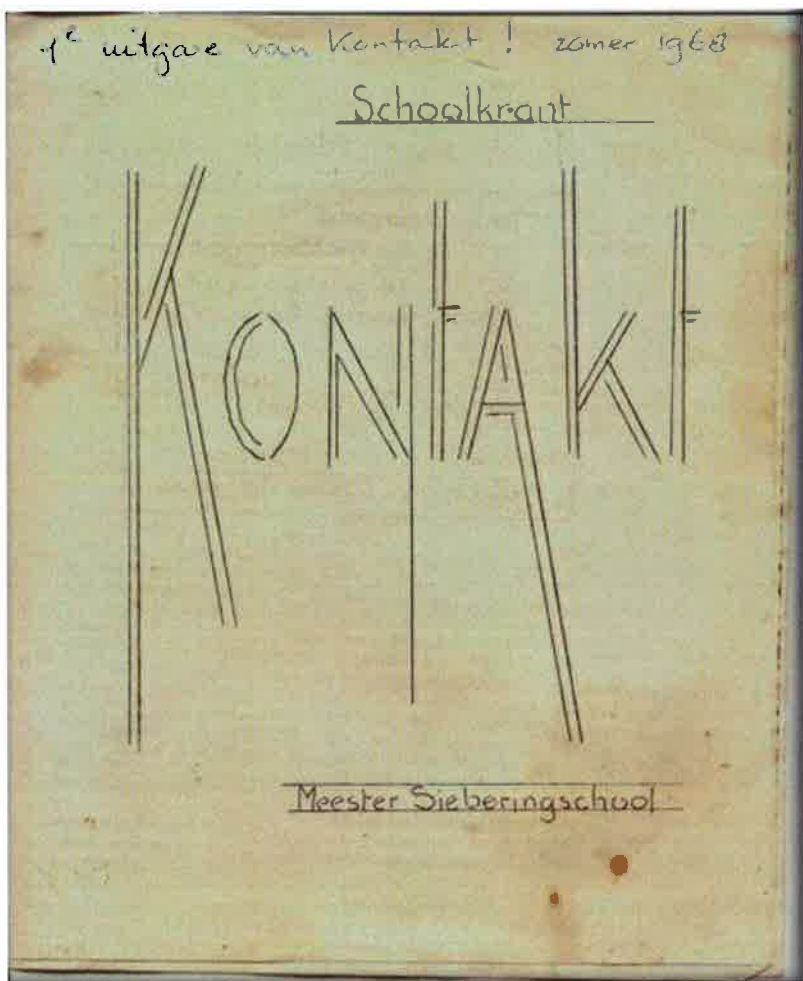 1e uitgave van Kontakt ! zomer 1968
Schoolkrant
KONtAkt
Meester Sieberingschool